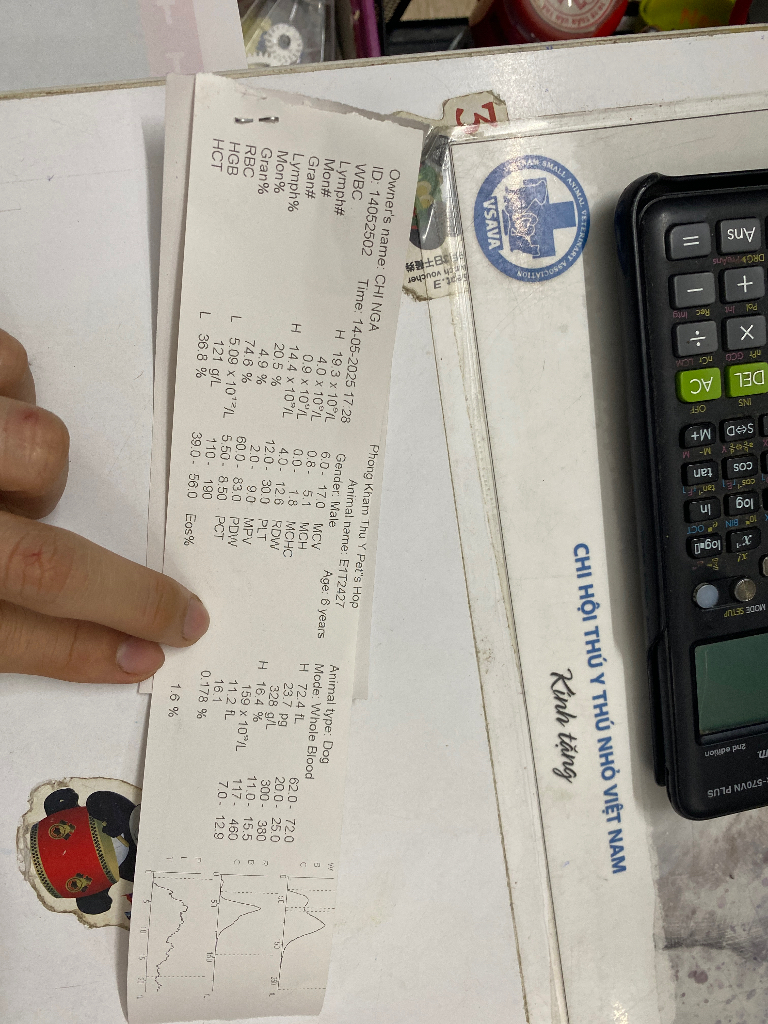 Phong Kham Thu Y Pet"s Hop
Owner's name: CHI NGA Animal name: E1T2427 Animal type: Dog
ID: 14052502 Time: 14-05-2025 17:28 Gender: Male Age: 6 years Mode: Whole Blood
WBC H 19.3 x 10⁹/L 6.0 - 17.0 MCV H 72.4 fL 62.0 - 72.0
Lymph# 4.0 x 10⁹/L 0.8 - 5.1 MCH 23.7 pg 20.0 - 25.0
Mon# 0.9 x 10⁹/L 0.0 - 1.8 MCHC 328 g/L 300 - 380
Gran# H 14.4 x 10⁹/L 4.0 - 12.6 RDW H 16.4 % 11.0 - 15.5
Lymph% 20.5 % 12.0 - 30.0 PLT 159 x 10⁹/L 117 - 460
Mon% 4.9 % 2.0 - 9.0 MPV 11.2 fL 7.0 - 12.9
Gran% 74.6 % 60.0 - 83.0 PDW 16.1
RBC L 5.09 x 10¹²/L 5.50 - 8.50 PCT 0.178 %
HGB 121 g/L 110 - 190
HCT L 36.8 % 39.0 - 56.0 Eos% 1.6 %
SMALL ANIMAL VETERINARY ASSOCIATION
VSAVA
CHI HỘI THÚ Y THÚ NHỎ VIỆT NAM
Kính tặng
570VN PLUS
2nd edition
MODE SETUP
log
ln
cos
tan
S⇔D
M+
DEL
AC
INS
OFF
×
÷
+
−
Ans
=